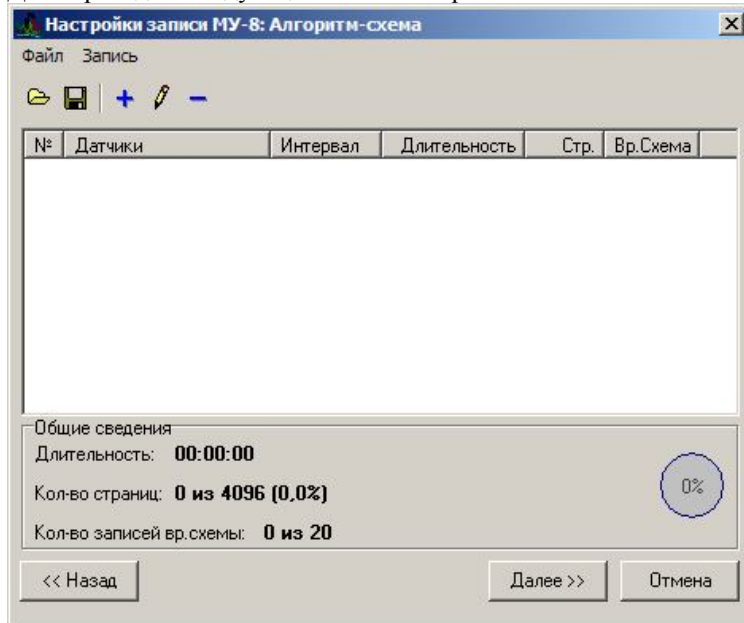 Настройки записи МУ-8: Алгоритм-схема
Файл Запись
№ Датчики Интервал Длительность Стр. Вр.Схема
Общие сведения
Длительность: 00:00:00
Кол-во страниц: 0 из 4096 (0,0%)
0%
Кол-во записей вр.схемы: 0 из 20
<< Назад Далее >> Отмена